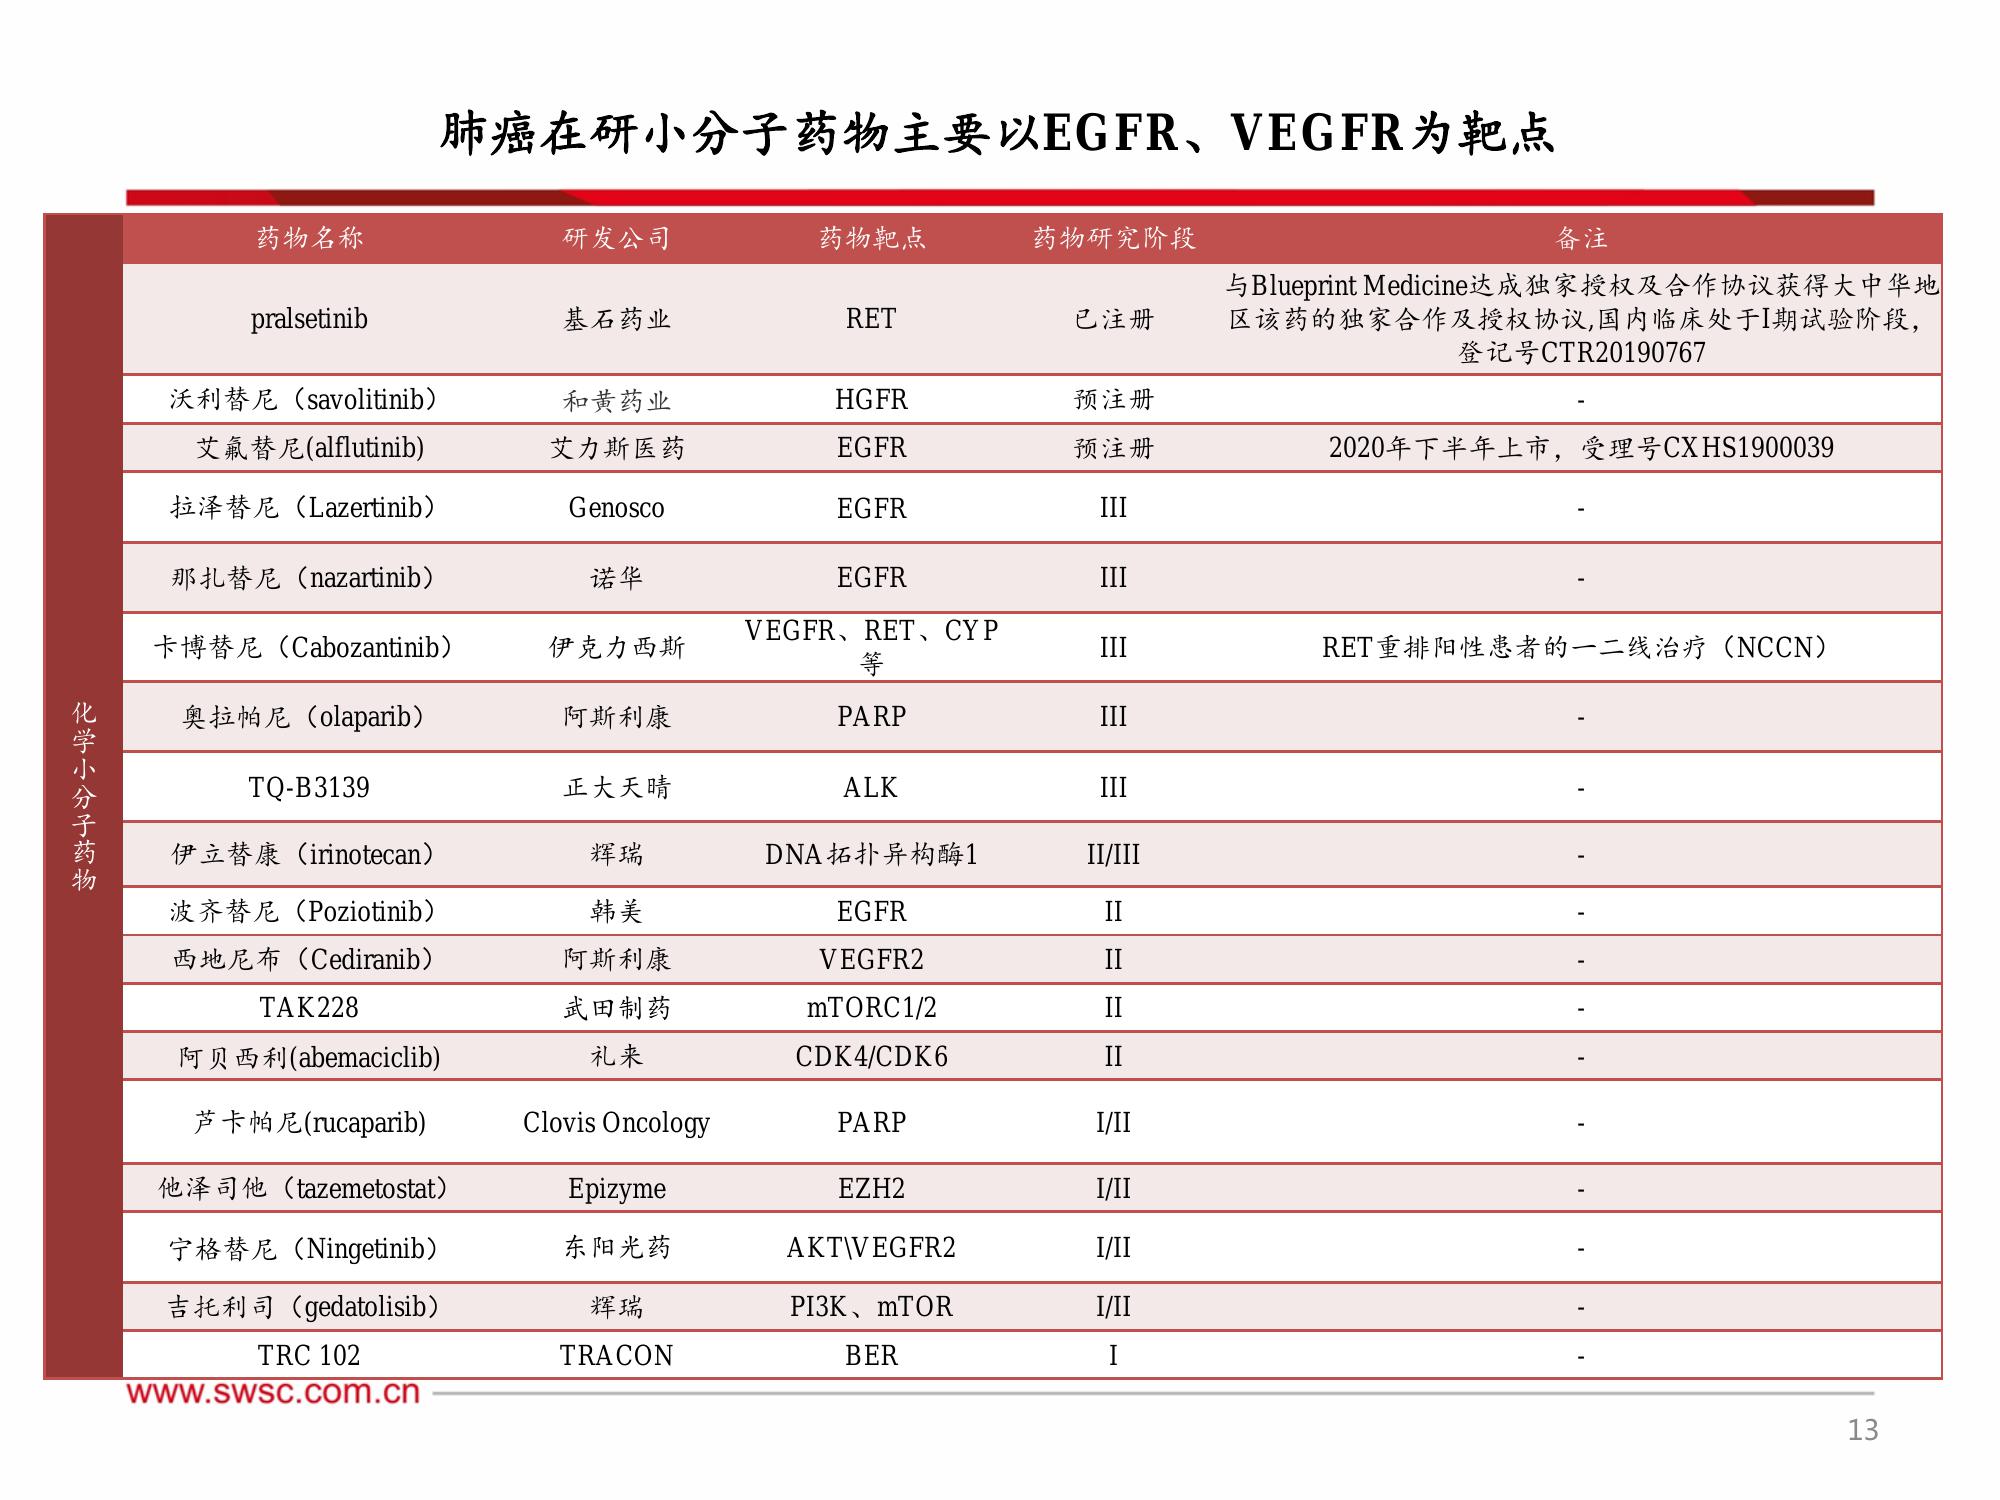 肺癌在研小分子药物主要以EGFR、VEGFR为靶点
药物名称 研发公司 药物靶点 药物研究阶段 备注
化学小分子药物
pralsetinib 基石药业 RET 已注册 与Blueprint Medicine达成独家授权及合作协议获得大中华地
区该药的独家合作及授权协议,国内临床处于I期试验阶段,
登记号CTR20190767
沃利替尼（savolitinib） 和黄药业 HGFR 预注册 -
艾氟替尼(alflutinib) 艾力斯医药 EGFR 预注册 2020年下半年上市，受理号CXHS1900039
拉泽替尼（Lazertinib） Genosco EGFR III -
那扎替尼（nazartinib） 诺华 EGFR III -
卡博替尼（Cabozantinib） 伊克力西斯 VEGFR、RET、CYP
等 III RET重排阳性患者的一二线治疗（NCCN）
奥拉帕尼（olaparib） 阿斯利康 PARP III -
TQ-B3139 正大天晴 ALK III -
伊立替康（irinotecan） 辉瑞 DNA拓扑异构酶1 II/III -
波齐替尼（Poziotinib） 韩美 EGFR II -
西地尼布（Cediranib） 阿斯利康 VEGFR2 II -
TAK228 武田制药 mTORC1/2 II -
阿贝西利(abemaciclib) 礼来 CDK4/CDK6 II -
芦卡帕尼(rucaparib) Clovis Oncology PARP I/II -
他泽司他（tazemetostat） Epizyme EZH2 I/II -
宁格替尼（Ningetinib） 东阳光药 AKT\VEGFR2 I/II -
吉托利司（gedatolisib） 辉瑞 PI3K、mTOR I/II -
TRC 102 TRACON BER I -
www.swsc.com.cn
13